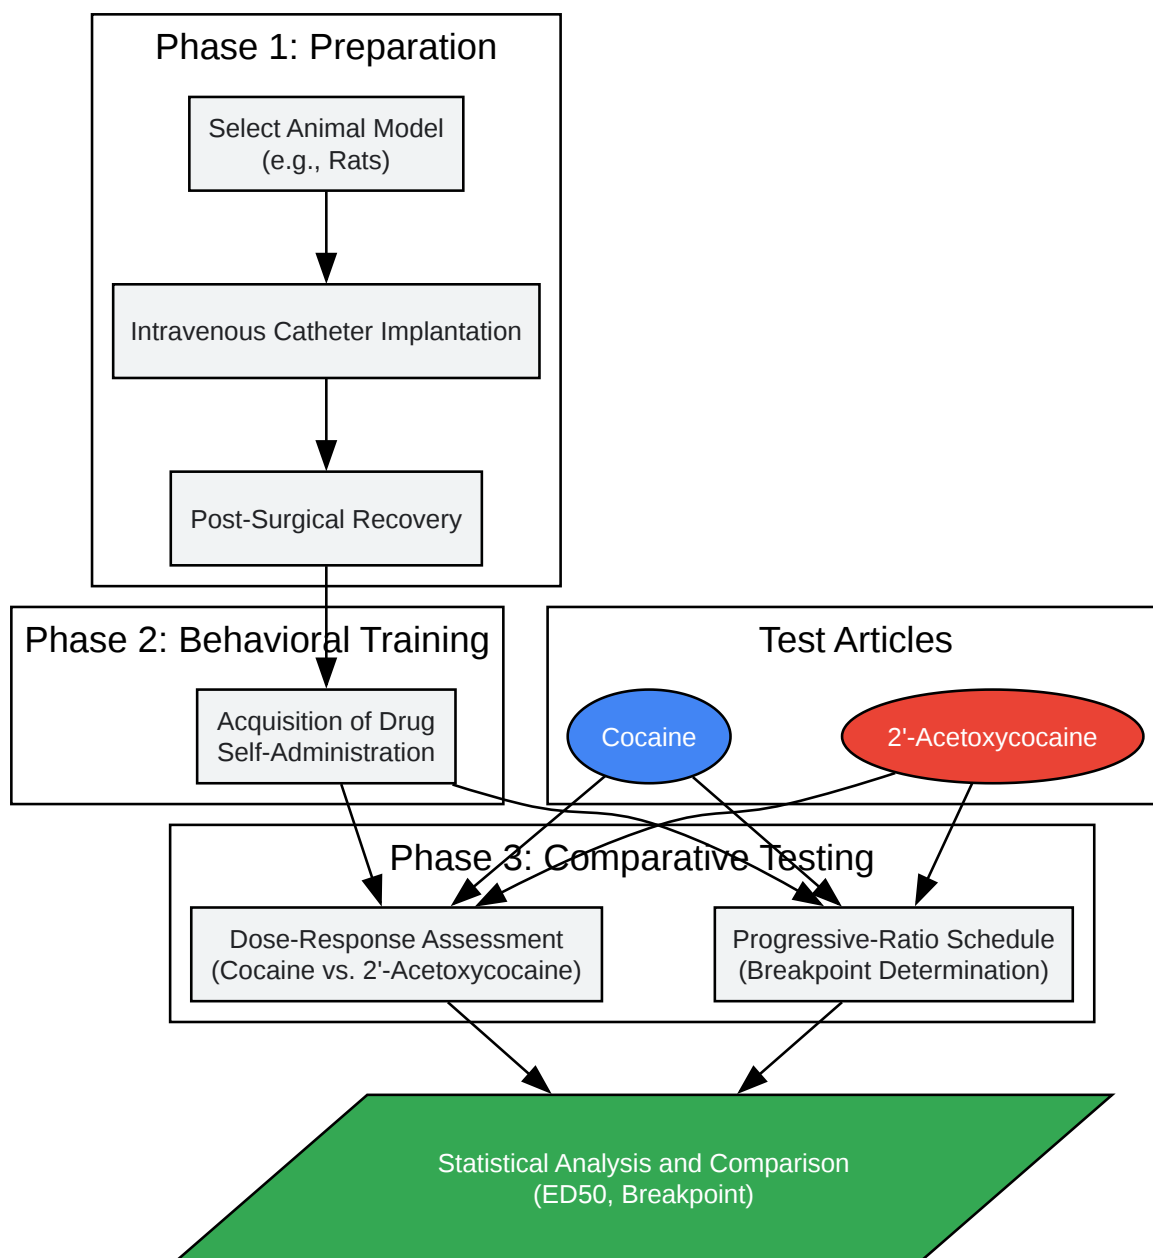 Phase 1: Preparation
Select Animal Model
(e.g., Rats)
Intravenous Catheter Implantation
Post-Surgical Recovery
Phase 2: Behavioral Training
Acquisition of Drug
Self-Administration
Test Articles
Cocaine
2'-Acetoxycocaine
Phase 3: Comparative Testing
Dose-Response Assessment
(Cocaine vs. 2'-Acetoxycocaine)
Progressive-Ratio Schedule
(Breakpoint Determination)
Statistical Analysis and Comparison
(ED50, Breakpoint)